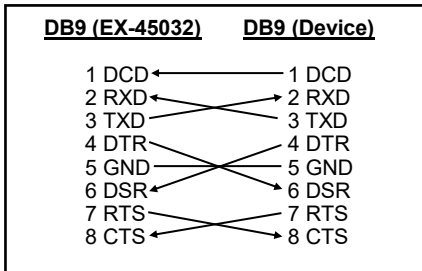 DB9 (EX-45032) DB9 (Device)
1 DCD 1 DCD
2 RXD 2 RXD
3 TXD 3 TXD
4 DTR 4 DTR
5 GND 5 GND
6 DSR 6 DSR
7 RTS 7 RTS
8 CTS 8 CTS